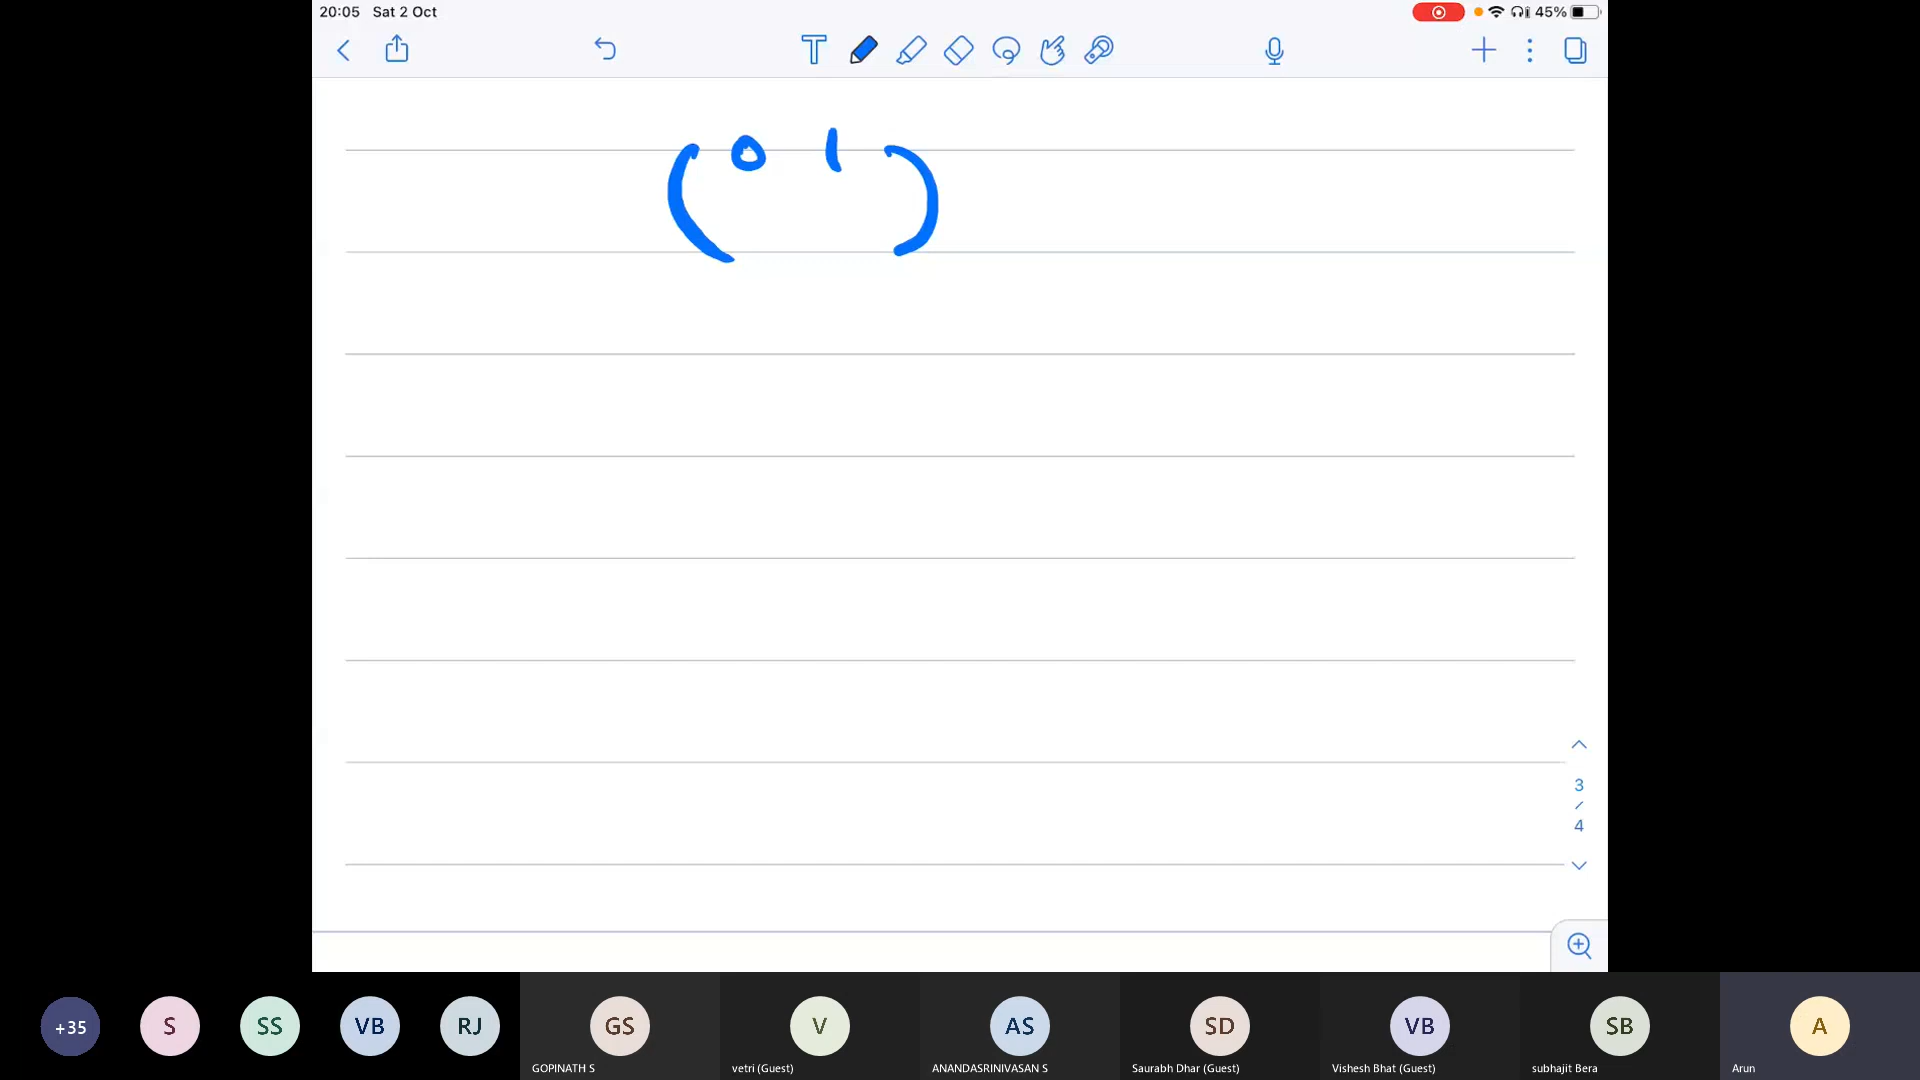 20:05 Sat 2 Oct 45%
T
( 0 1 )
3
/
4
+35 S SS VB RJ GS V AS SD VB SB A
GOPINATH S vetri (Guest) ANANDASRINIVASAN S Saurabh Dhar (Guest) Vishesh Bhat (Guest) subhajit Bera Arun